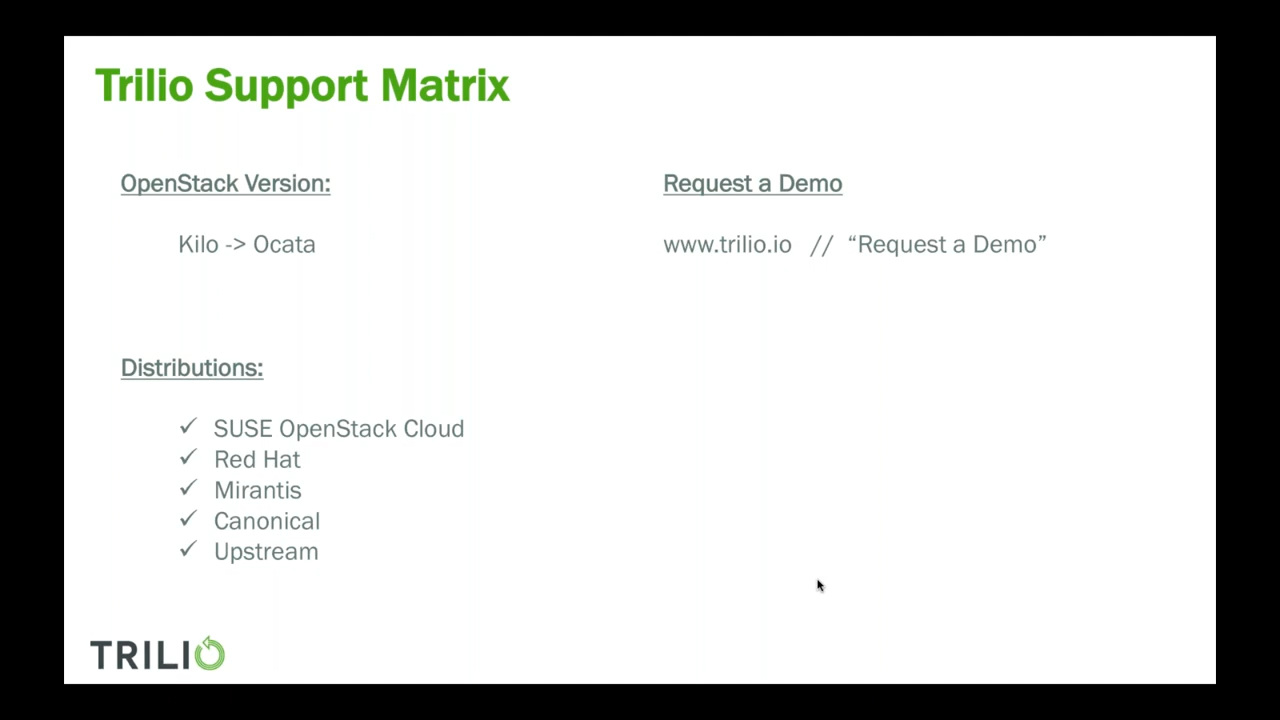 Trilio Support Matrix
OpenStack Version:
Kilo -> Ocata
Distributions:
✓ SUSE OpenStack Cloud
✓ Red Hat
✓ Mirantis
✓ Canonical
✓ Upstream
Request a Demo
www.trilio.io // “Request a Demo”
TRILIO